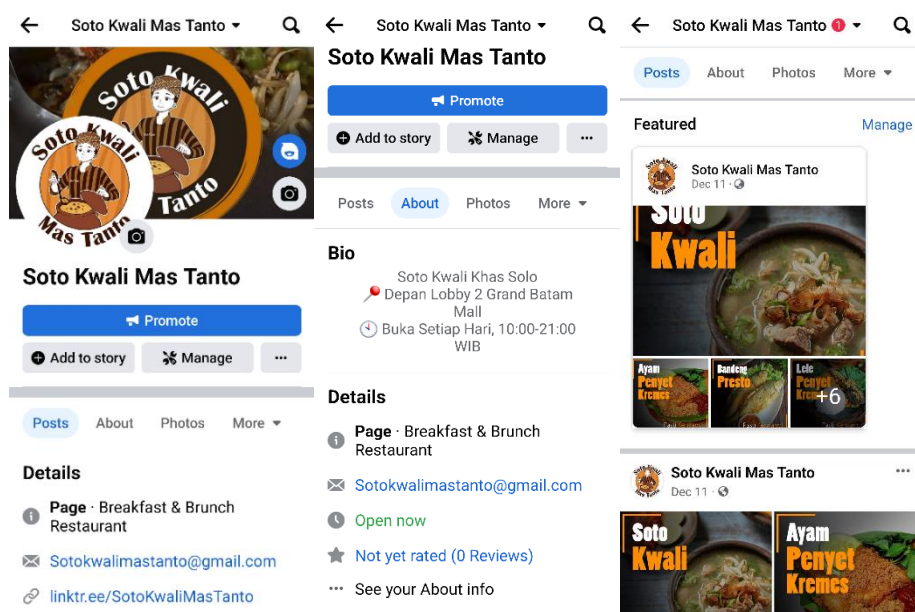 Soto Kwali Mas Tanto
Soto Kwali
Tanto
Soto Kwali
Mas Tanto
Soto Kwali Mas Tanto
Promote
Add to story
Manage
Posts
About
Photos
More
Details
Page · Breakfast & Brunch
Restaurant
Sotokwalimastanto@gmail.com
linktr.ee/SotoKwaliMasTanto
Soto Kwali Mas Tanto
Soto Kwali Mas Tanto
Promote
Add to story
Manage
Posts
About
Photos
More
Bio
Soto Kwali Khas Solo
Depan Lobby 2 Grand Batam
Mall
Buka Setiap Hari, 10:00-21:00
WIB
Details
Page · Breakfast & Brunch
Restaurant
Sotokwalimastanto@gmail.com
Open now
Not yet rated (0 Reviews)
See your About info
Soto Kwali Mas Tanto 1
Posts
About
Photos
More
Featured
Manage
Soto Kwali Mas Tanto
Dec 11
Soto
Kwali
Ayam
Penyet
Kremes
Bandeng
Presto
Lele
Penyet
Kremes
+6
Soto Kwali Mas Tanto
Dec 11
Soto
Kwali
Ayam
Penyet
Kremes